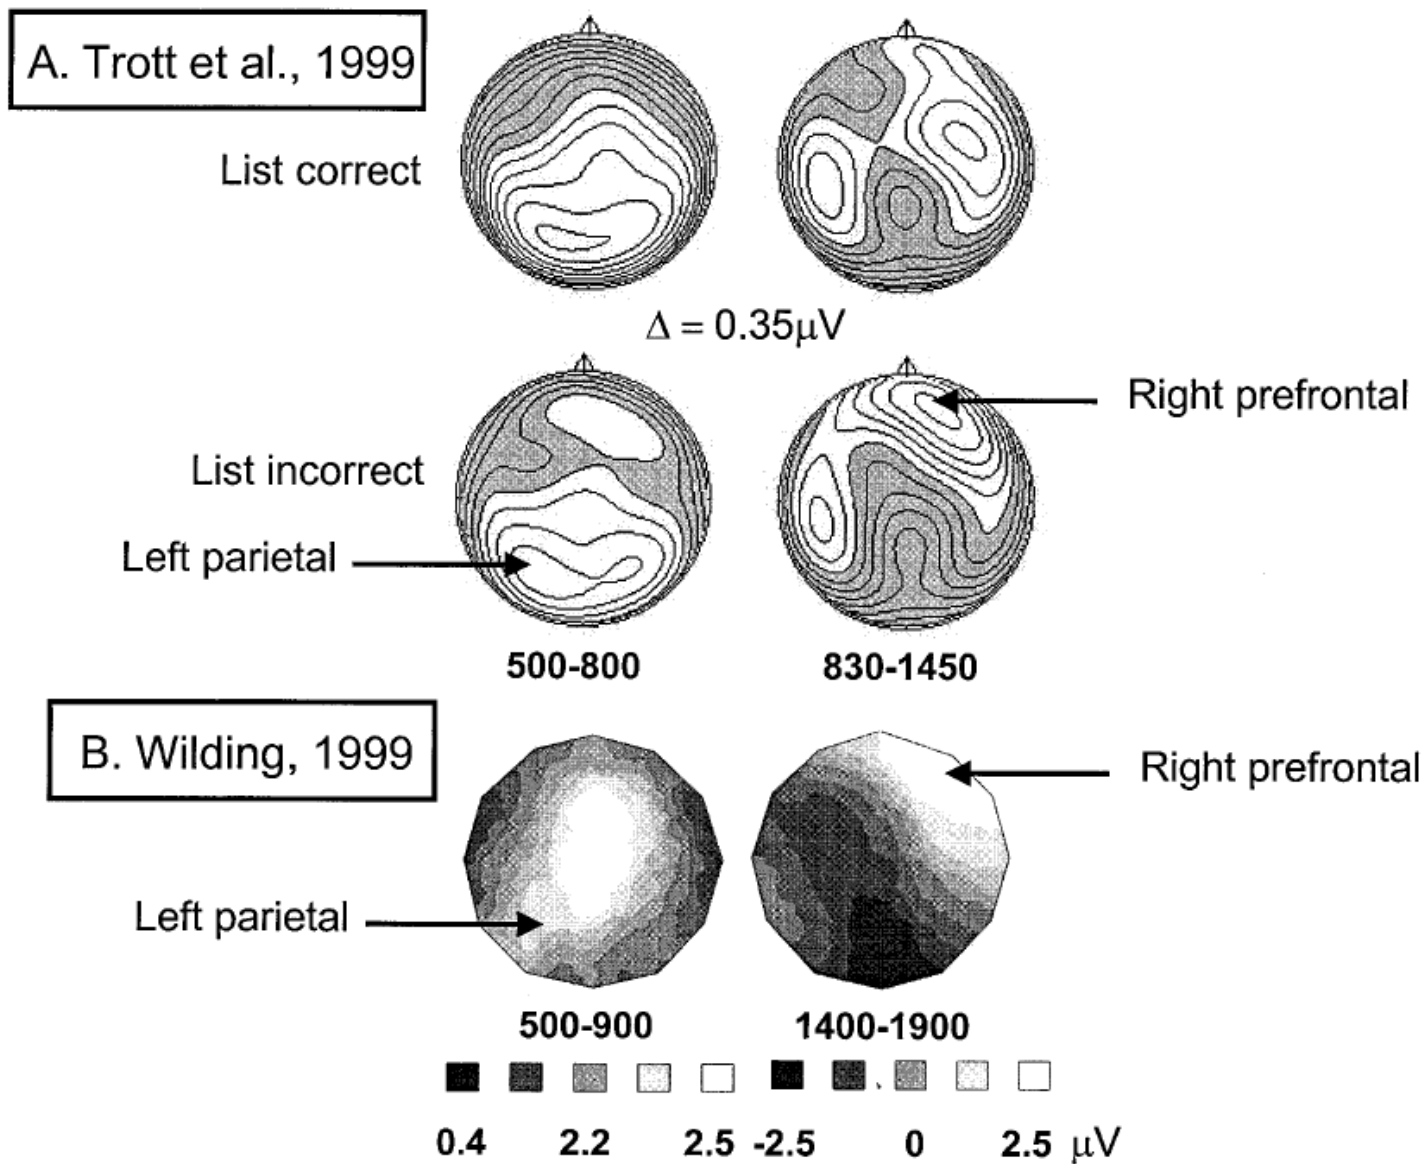 A. Trott et al., 1999
List correct
Δ = 0.35μV
Right prefrontal
List incorrect
Left parietal
500-800 830-1450
B. Wilding, 1999
Right prefrontal
Left parietal
500-900 1400-1900
0.4 2.2 2.5 -2.5 0 2.5 μV